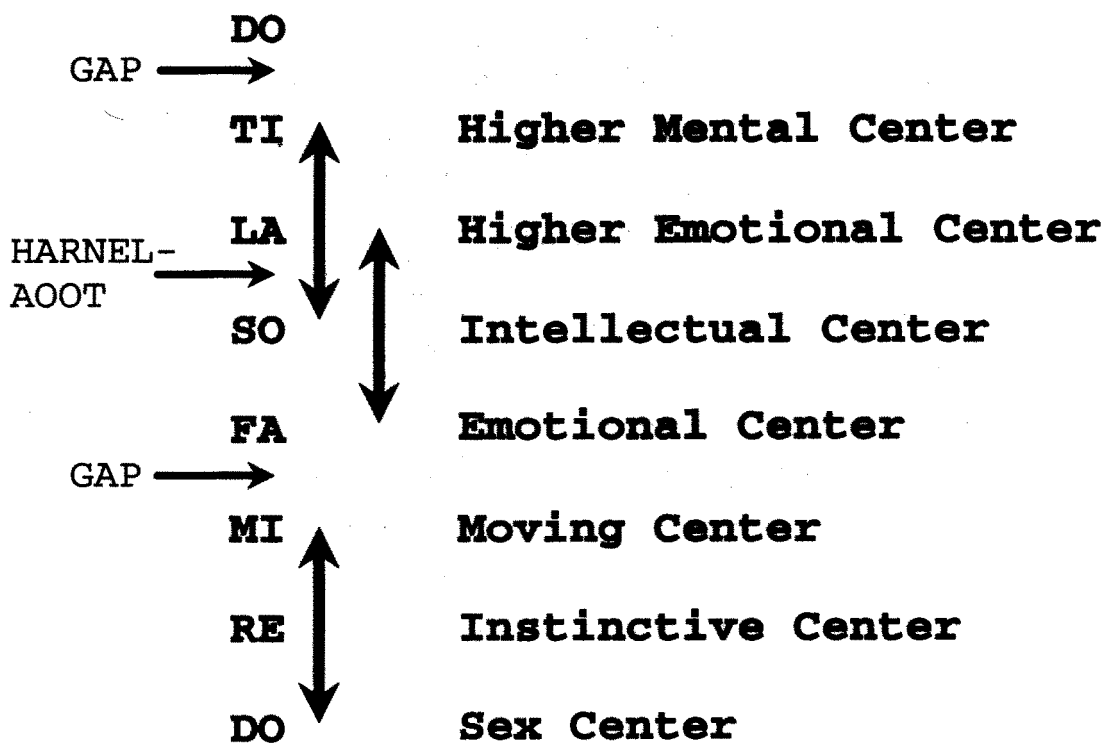 DO
GAP
TI Higher Mental Center
LA Higher Emotional Center
HARNEL-
AOOT
SO Intellectual Center
FA Emotional Center
GAP
MI Moving Center
RE Instinctive Center
DO Sex Center